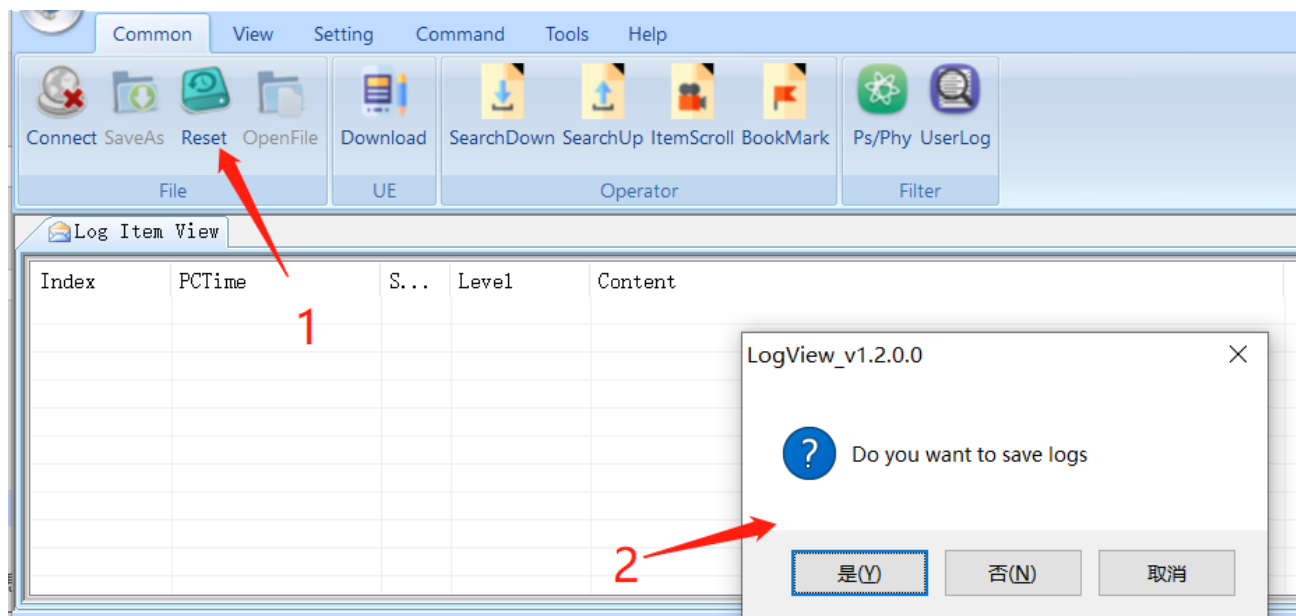 Common View Setting Command Tools Help
Connect SaveAs Reset OpenFile Download SearchDown SearchUp ItemScroll BookMark Ps/Phy UserLog
File UE Operator Filter
Log Item View
Index PCTime S... Level Content
1
LogView_v1.2.0.0
?
Do you want to save logs
2
是(Y) 否(N) 取消